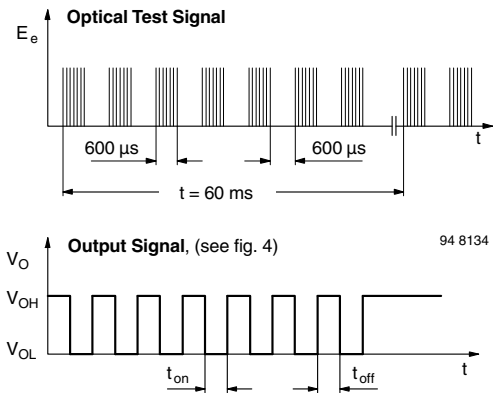 Optical Test Signal
E e
600 µs 600 µs
t
t = 60 ms
Output Signal, (see fig. 4) 94 8134
V O
V OH
V OL
t on t off t